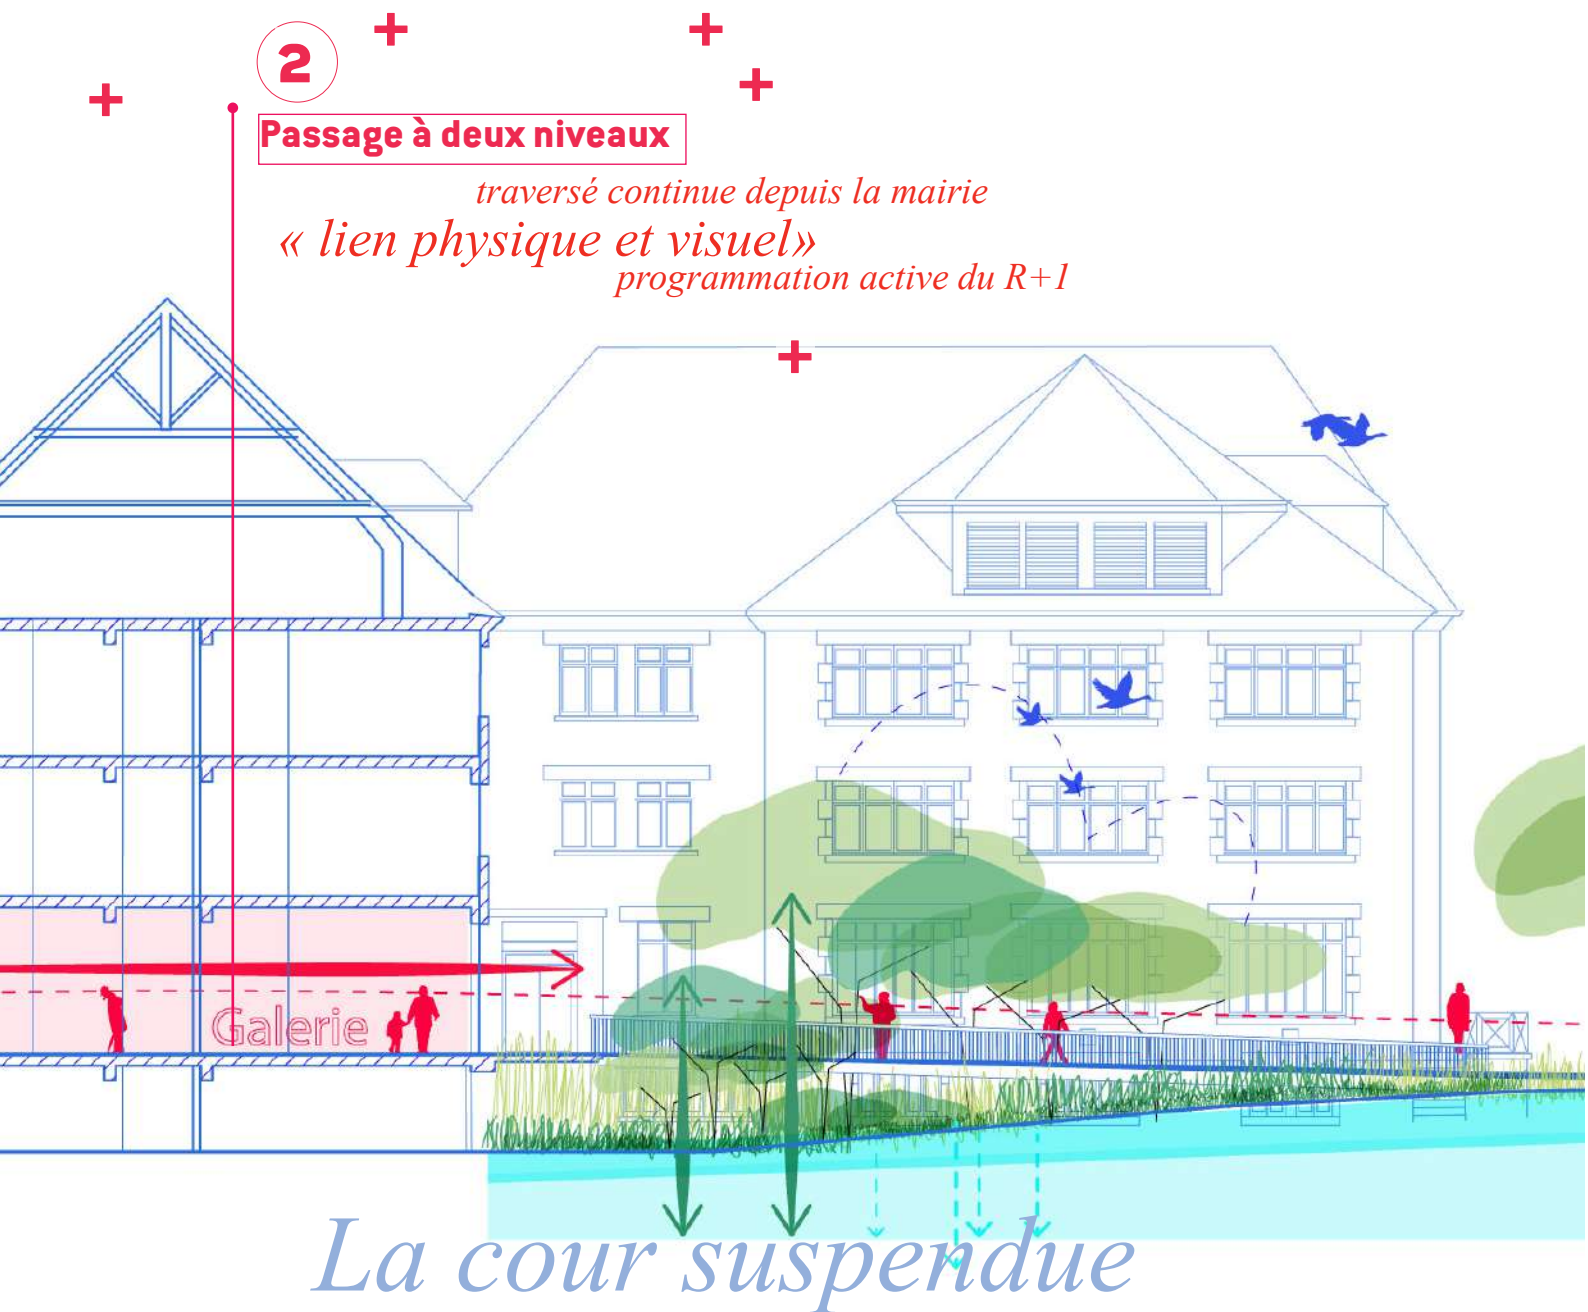 2
Passage à deux niveaux
traversé continue depuis la mairie
« lien physique et visuel»
programmation active du R+1
Galerie
La cour suspendue